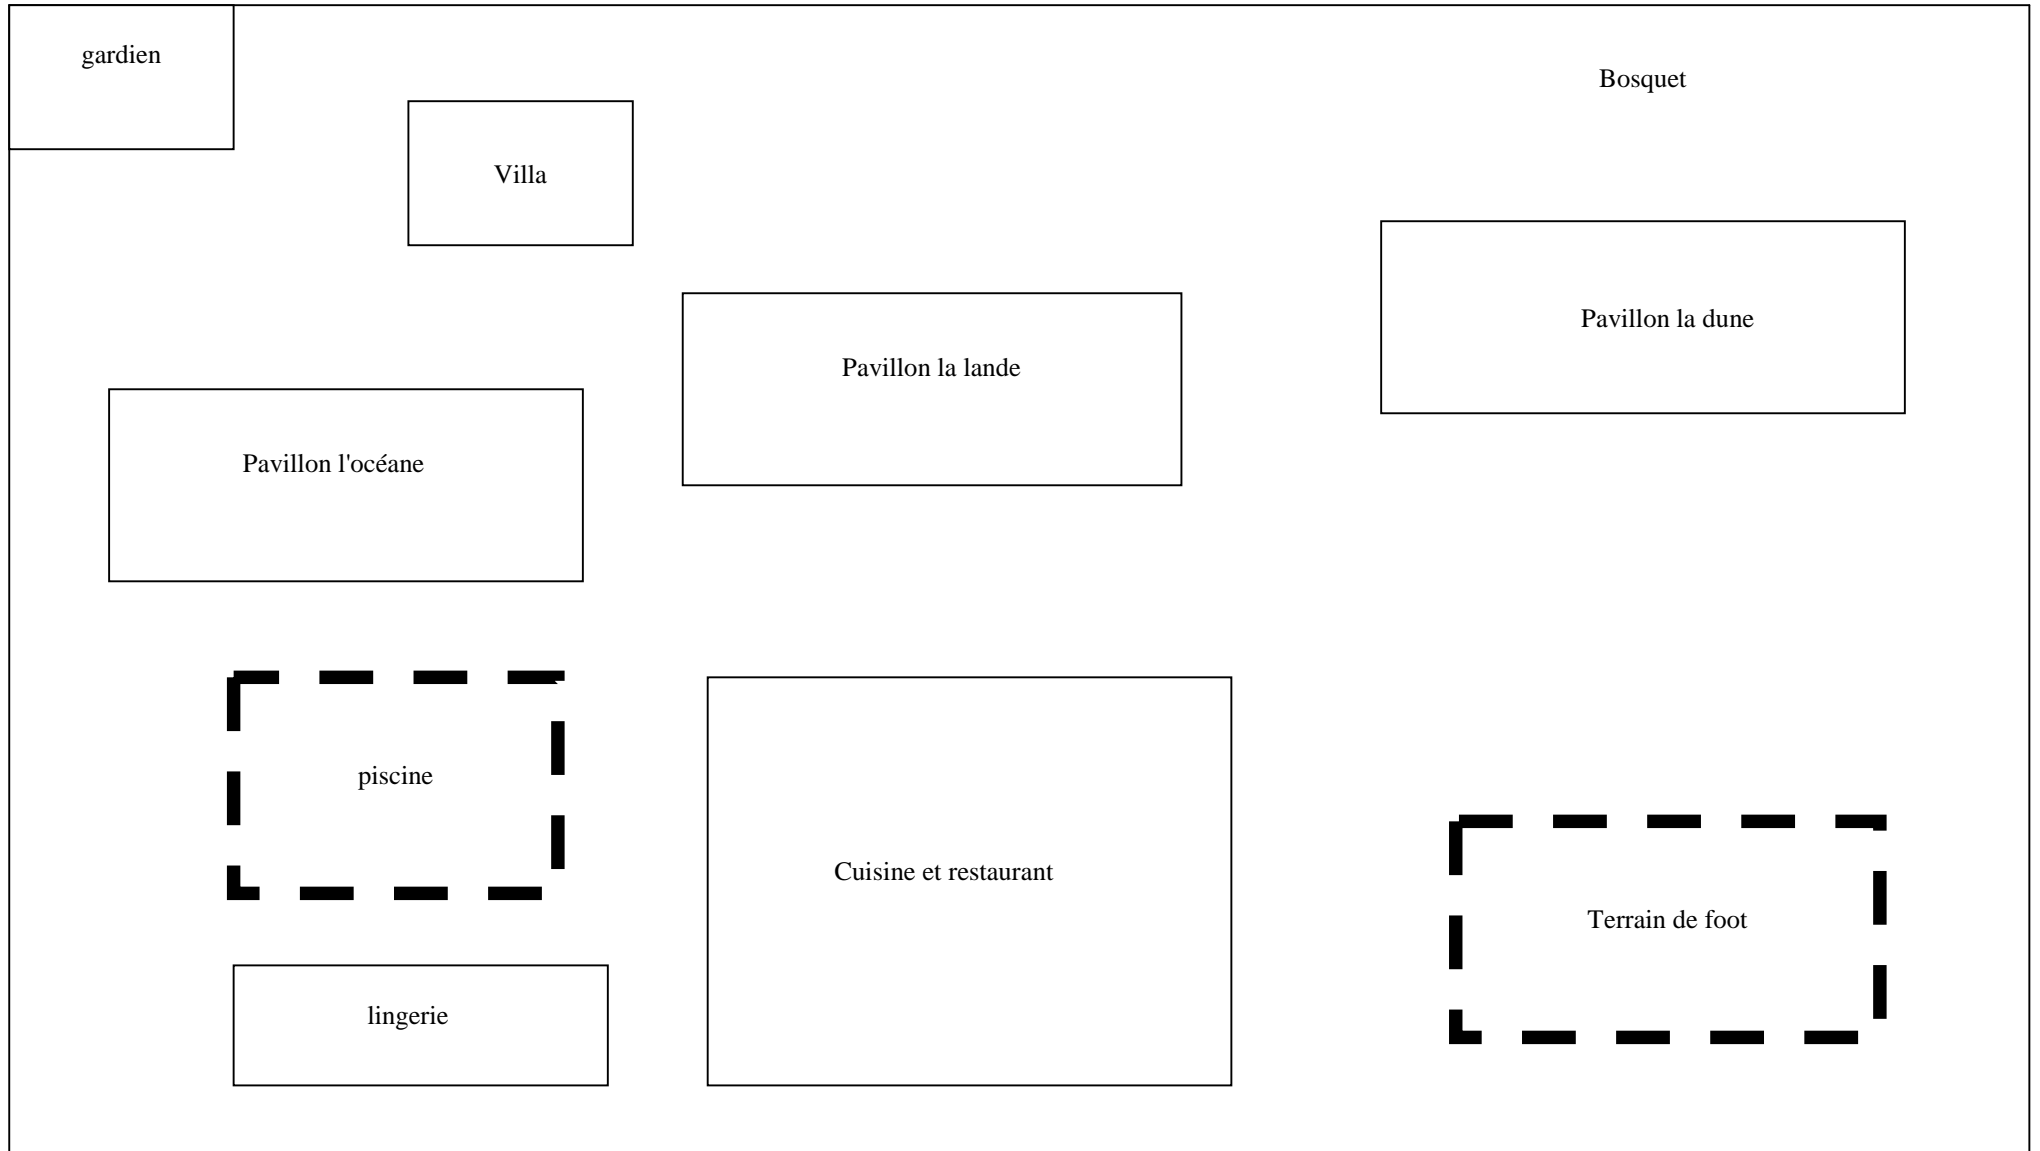 gardien
Bosquet
Villa
Pavillon la dune
Pavillon la lande
Pavillon l'océane
piscine
Cuisine et restaurant
Terrain de foot
lingerie